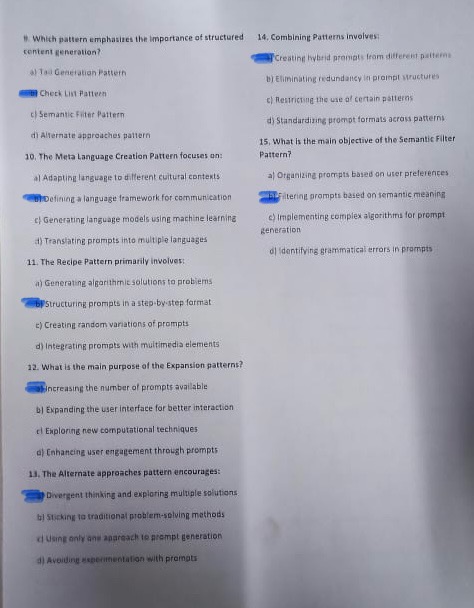 9. Which pattern emphasizes the importance of structured
content generation?
a) Tail Generation Pattern
b) Check List Pattern
c) Semantic Filter Pattern
d) Alternate approaches pattern
10. The Meta Language Creation Pattern focuses on:
a) Adapting language to different cultural contexts
b) Defining a language framework for communication
c) Generating language models using machine learning
d) Translating prompts into multiple languages
11. The Recipe Pattern primarily involves:
a) Generating algorithmic solutions to problems
b) Structuring prompts in a step-by-step format
c) Creating random variations of prompts
d) Integrating prompts with multimedia elements
12. What is the main purpose of the Expansion patterns?
a) Increasing the number of prompts available
b) Expanding the user interface for better interaction
c) Exploring new computational techniques
d) Enhancing user engagement through prompts
13. The Alternate approaches pattern encourages:
a) Divergent thinking and exploring multiple solutions
b) Sticking to traditional problem-solving methods
c) Using only one approach to prompt generation
d) Avoiding experimentation with prompts
14. Combining Patterns involves:
a) Creating hybrid prompts from different patterns
b) Eliminating redundancy in prompt structures
c) Restricting the use of certain patterns
d) Standardizing prompt formats across patterns
15. What is the main objective of the Semantic Filter
Pattern?
a) Organizing prompts based on user preferences
b) Filtering prompts based on semantic meaning
c) Implementing complex algorithms for prompt
generation
d) Identifying grammatical errors in prompts